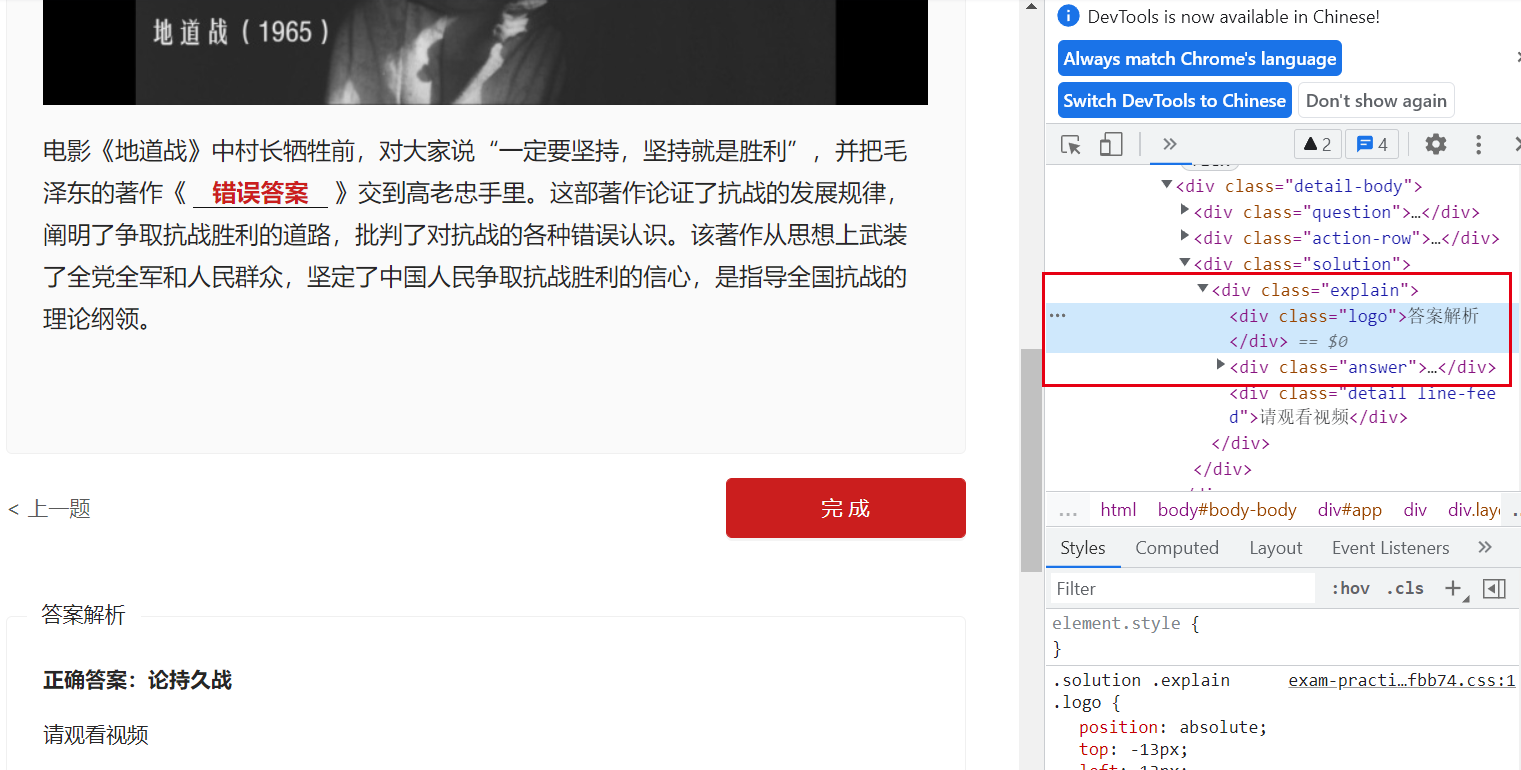 地道战（1965）
电影《地道战》中村长牺牲前，对大家说“一定要坚持，坚持就是胜利”，并把毛
泽东的著作《 错误答案 》交到高老忠手里。这部著作论证了抗战的发展规律，
阐明了争取抗战胜利的道路，批判了对抗战的各种错误认识。该著作从思想上武装
了全党全军和人民群众，坚定了中国人民争取抗战胜利的信心，是指导全国抗战的
理论纲领。
< 上一题
完成
答案解析
正确答案：论持久战
请观看视频
DevTools is now available in Chinese!
Always match Chrome's language
Switch DevTools to Chinese
Don't show again
2
4
<div class="detail-body">
<div class="question">…</div>
<div class="action-row">…</div>
<div class="solution">
<div class="explain">
<div class="logo">答案解析
</div> == $0
<div class="answer">…</div>
<div class="detail line-fee
d">请观看视频</div>
</div>
</div>
... html body#body-body div#app div div.laye
Styles Computed Layout Event Listeners »
Filter :hov .cls +
element.style {
}
.solution .explain exam-practi…fbb74.css:1
.logo {
position: absolute;
top: -13px;
left: 13px;